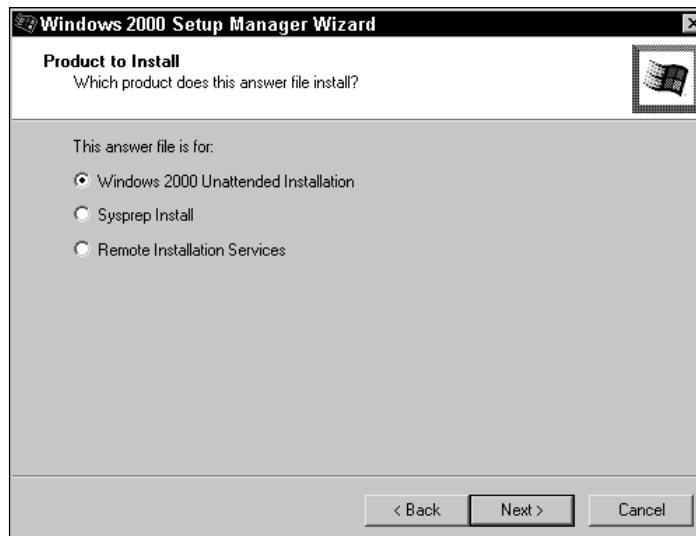 Windows 2000 Setup Manager Wizard
Product to Install
Which product does this answer file install?
This answer file is for:
Windows 2000 Unattended Installation
Sysprep Install
Remote Installation Services
< Back
Next >
Cancel